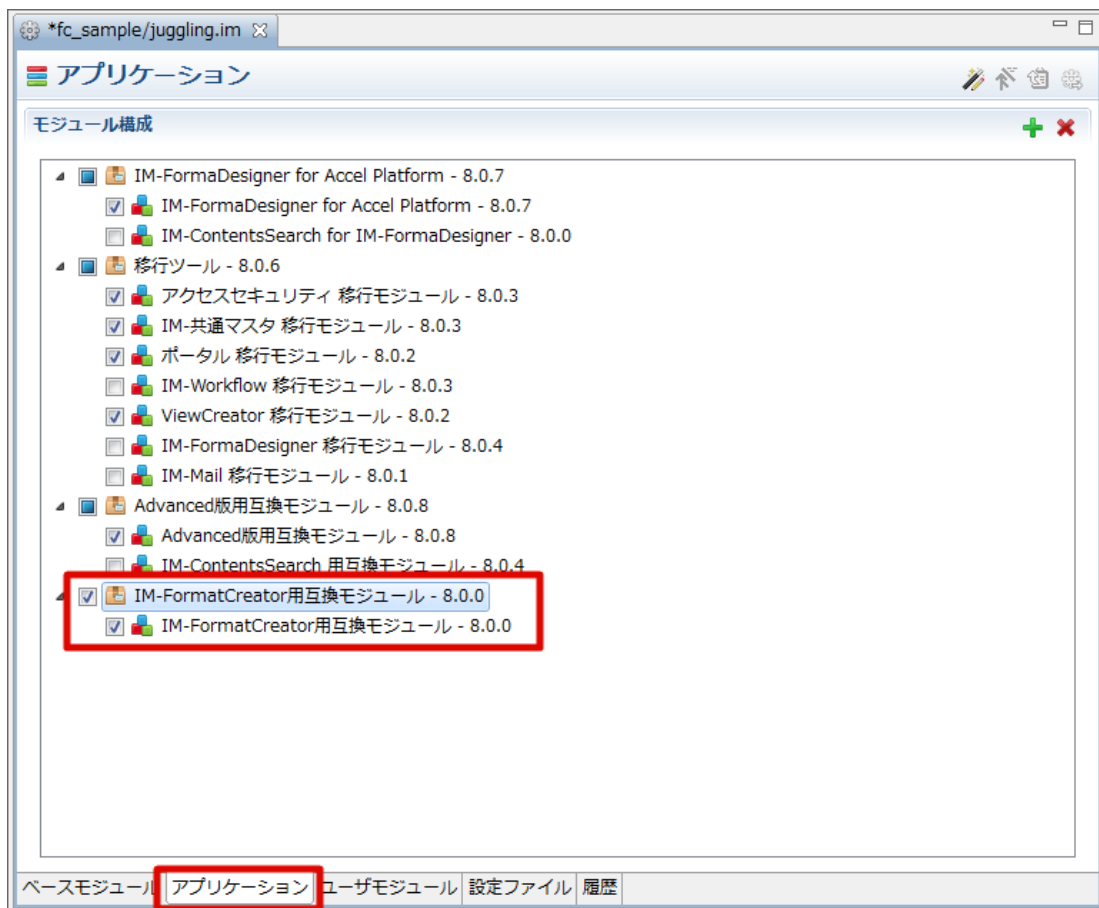 *fc_sample/juggling.im
アプリケーション
モジュール構成
IM-FormaDesigner for Accel Platform - 8.0.7
IM-FormaDesigner for Accel Platform - 8.0.7
IM-ContentsSearch for IM-FormaDesigner - 8.0.0
移行ツール - 8.0.6
アクセスセキュリティ 移行モジュール - 8.0.3
IM-共通マスタ 移行モジュール - 8.0.3
ポータル 移行モジュール - 8.0.2
IM-Workflow 移行モジュール - 8.0.3
ViewCreator 移行モジュール - 8.0.2
IM-FormaDesigner 移行モジュール - 8.0.4
IM-Mail 移行モジュール - 8.0.1
Advanced版用互換モジュール - 8.0.8
Advanced版用互換モジュール - 8.0.8
IM-ContentsSearch 用互換モジュール - 8.0.4
IM-FormatCreator用互換モジュール - 8.0.0
IM-FormatCreator用互換モジュール - 8.0.0
ベースモジュール アプリケーション ユーザモジュール 設定ファイル 履歴